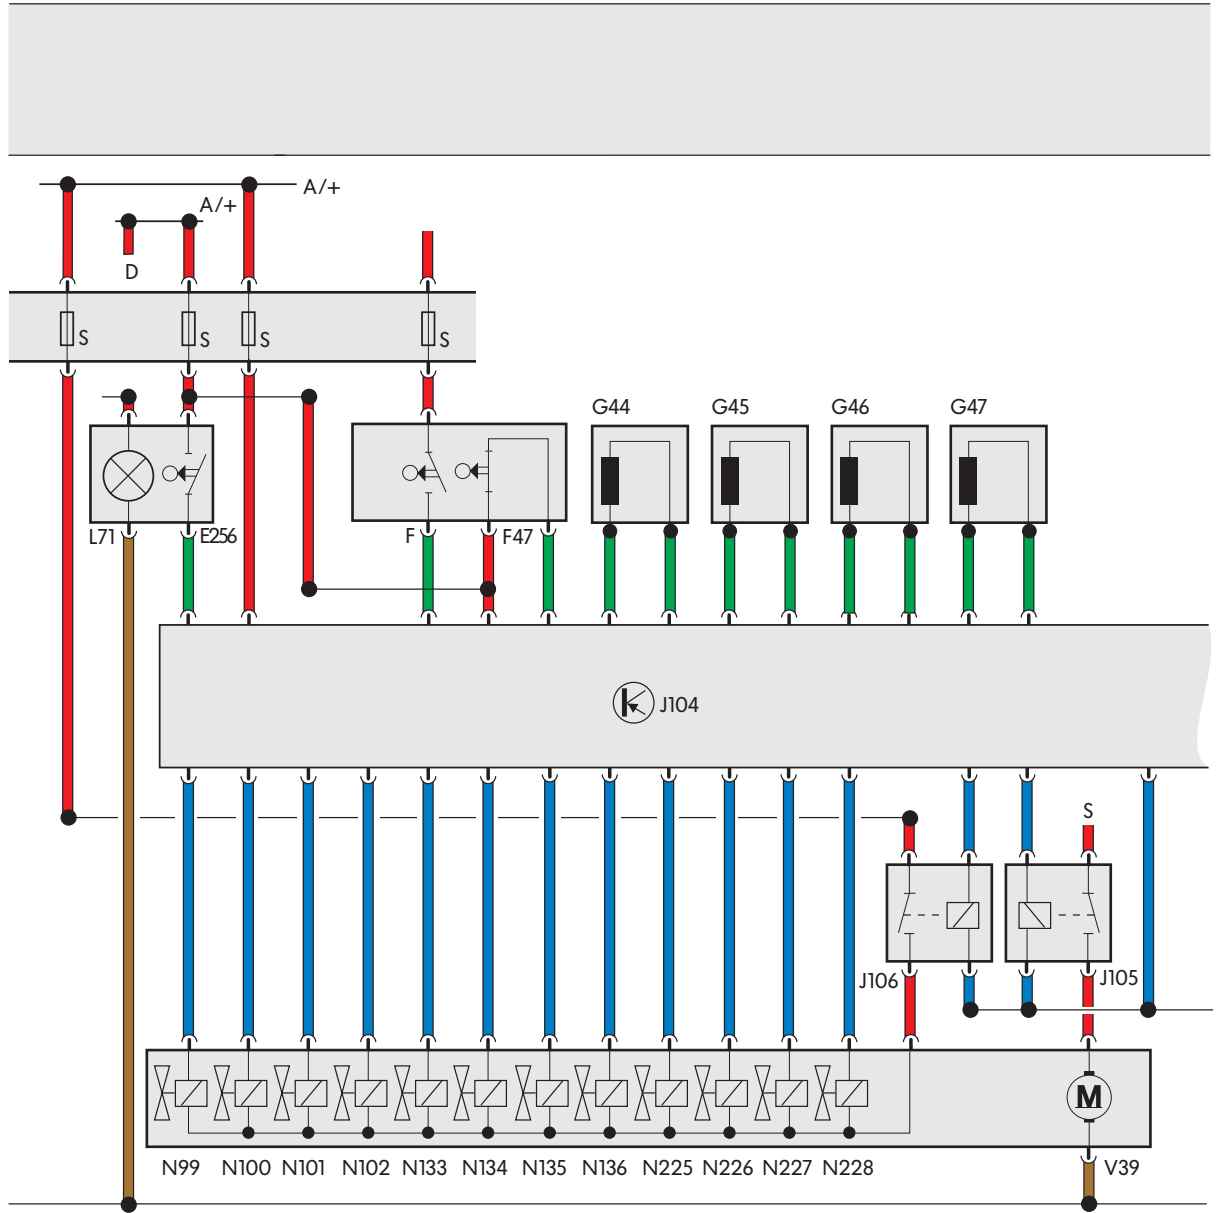 A/+
A/+
D
S S S S
G44 G45 G46 G47
L71 E256 F F47
J104
S
J106 J105
M
N99 N100 N101 N102 N133 N134 N135 N136 N225 N226 N227 N228 V39